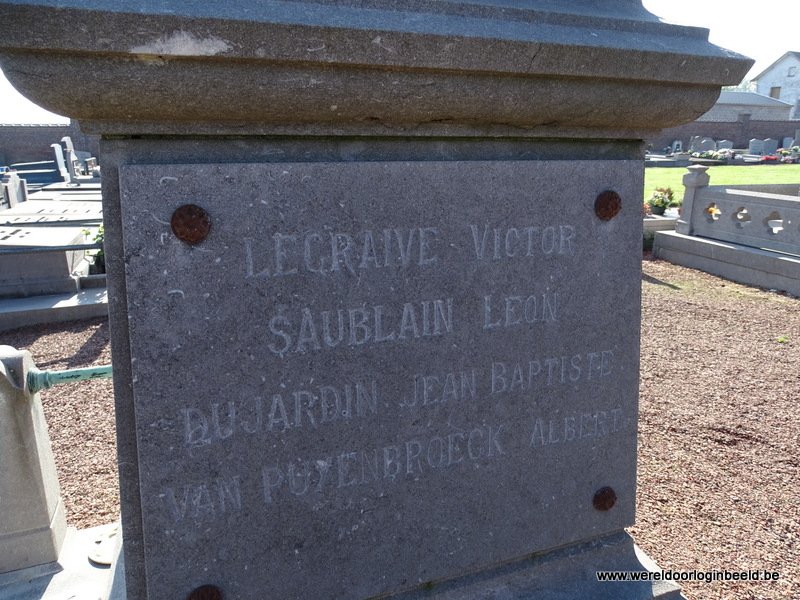 LEGRAIVE VICTOR
SAUBLAIN LEON
DUJARDIN JEAN BAPTISTE
VAN PUYENBROECK ALBERT
www.wereldoorloginbeeld.be